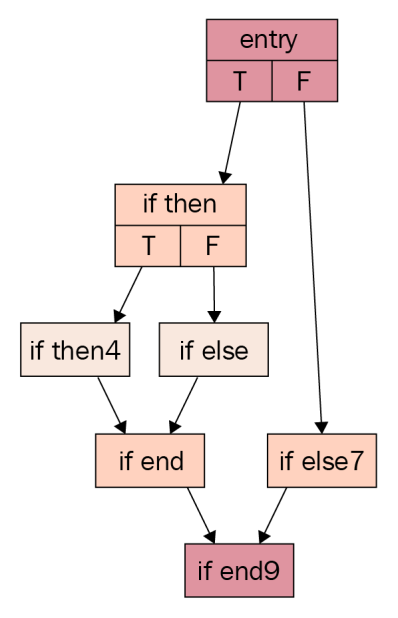 entry
T F
if then
T F
if then4 if else
if end if else7
if end9